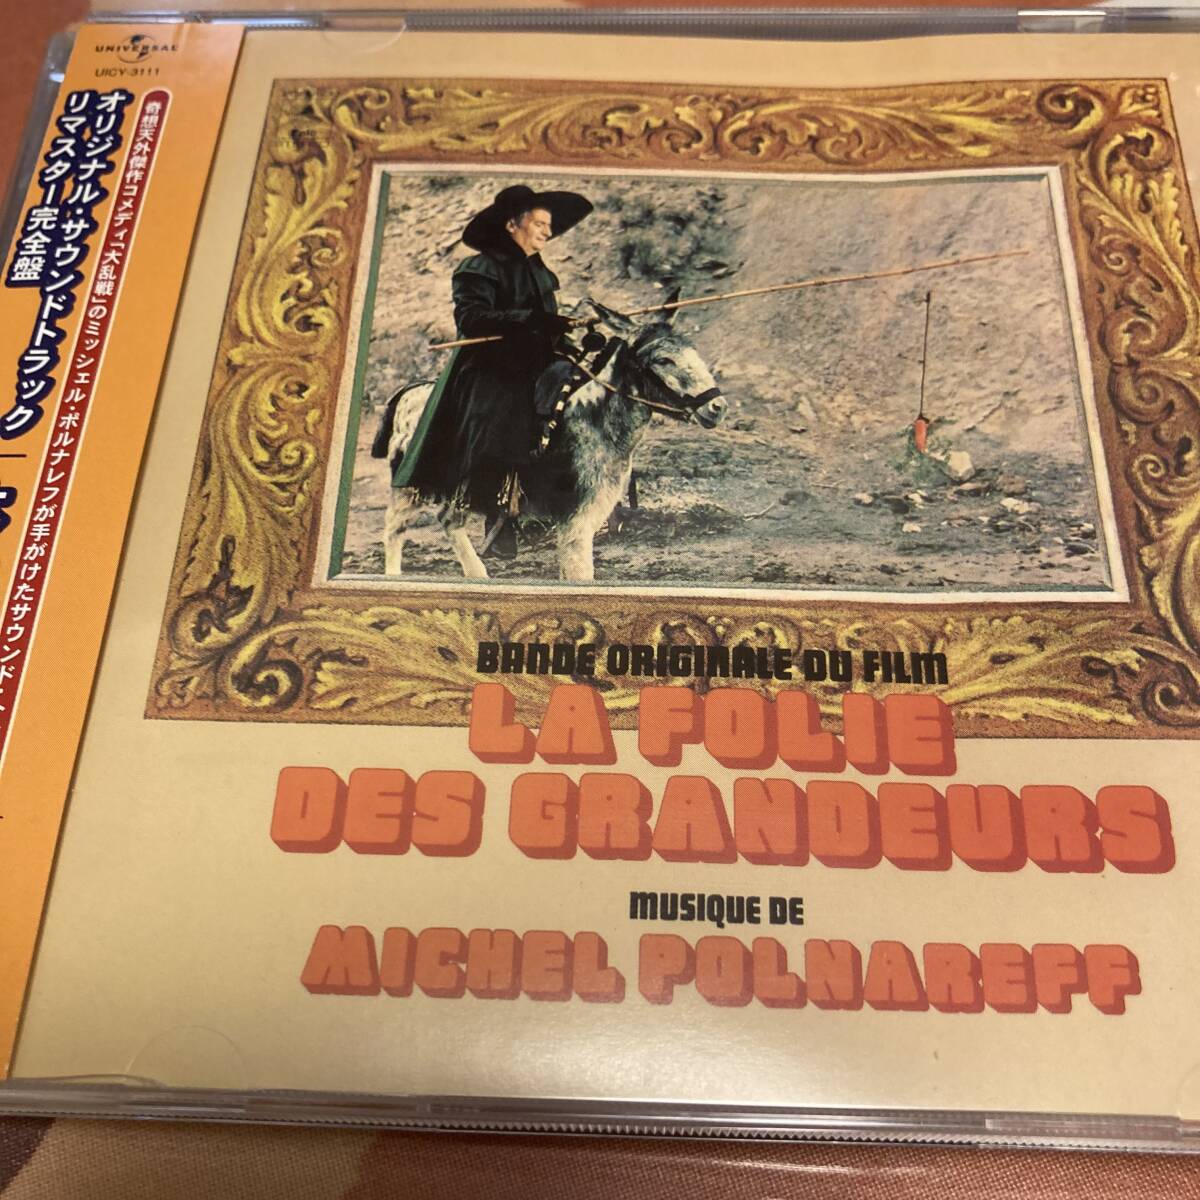 UNIVERSAL
UICY-3111
奇想天外傑作コメディ「大乱戦」のミッシェル・ポルナレフが手がけたサウンド・
オリジナル・サウンドトラック
リマスター完全盤
BANDE ORIGINALE DU FILM
LA FOLIE
DES GRANDEURS
MUSIQUE DE
MICHEL POLNAREFF